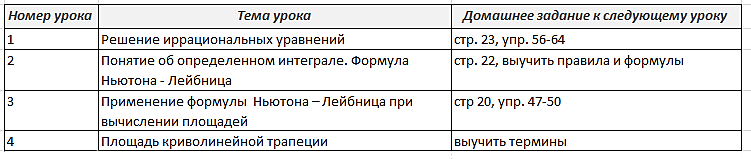 Номер урока Тема урока Домашнее задание к следующему уроку
1 Решение иррациональных уравнений стр. 23, упр. 56-64
2 Понятие об определенном интеграле. Формула стр. 22, выучить правила и формулы
Ньютона - Лейбница
3 Применение формулы Ньютона – Лейбница при стр 20, упр. 47-50
вычислении площадей
4 Площадь криволинейной трапеции выучить термины